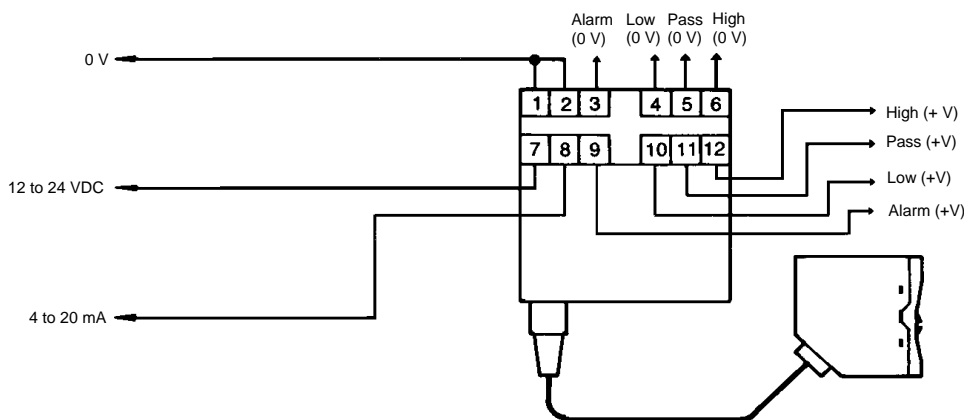 Alarm
(0 V)
Low
(0 V)
Pass
(0 V)
High
(0 V)
0 V
1 2 3 4 5 6
7 8 9 10 11 12
High (+ V)
Pass (+V)
Low (+V)
Alarm (+V)
12 to 24 VDC
4 to 20 mA